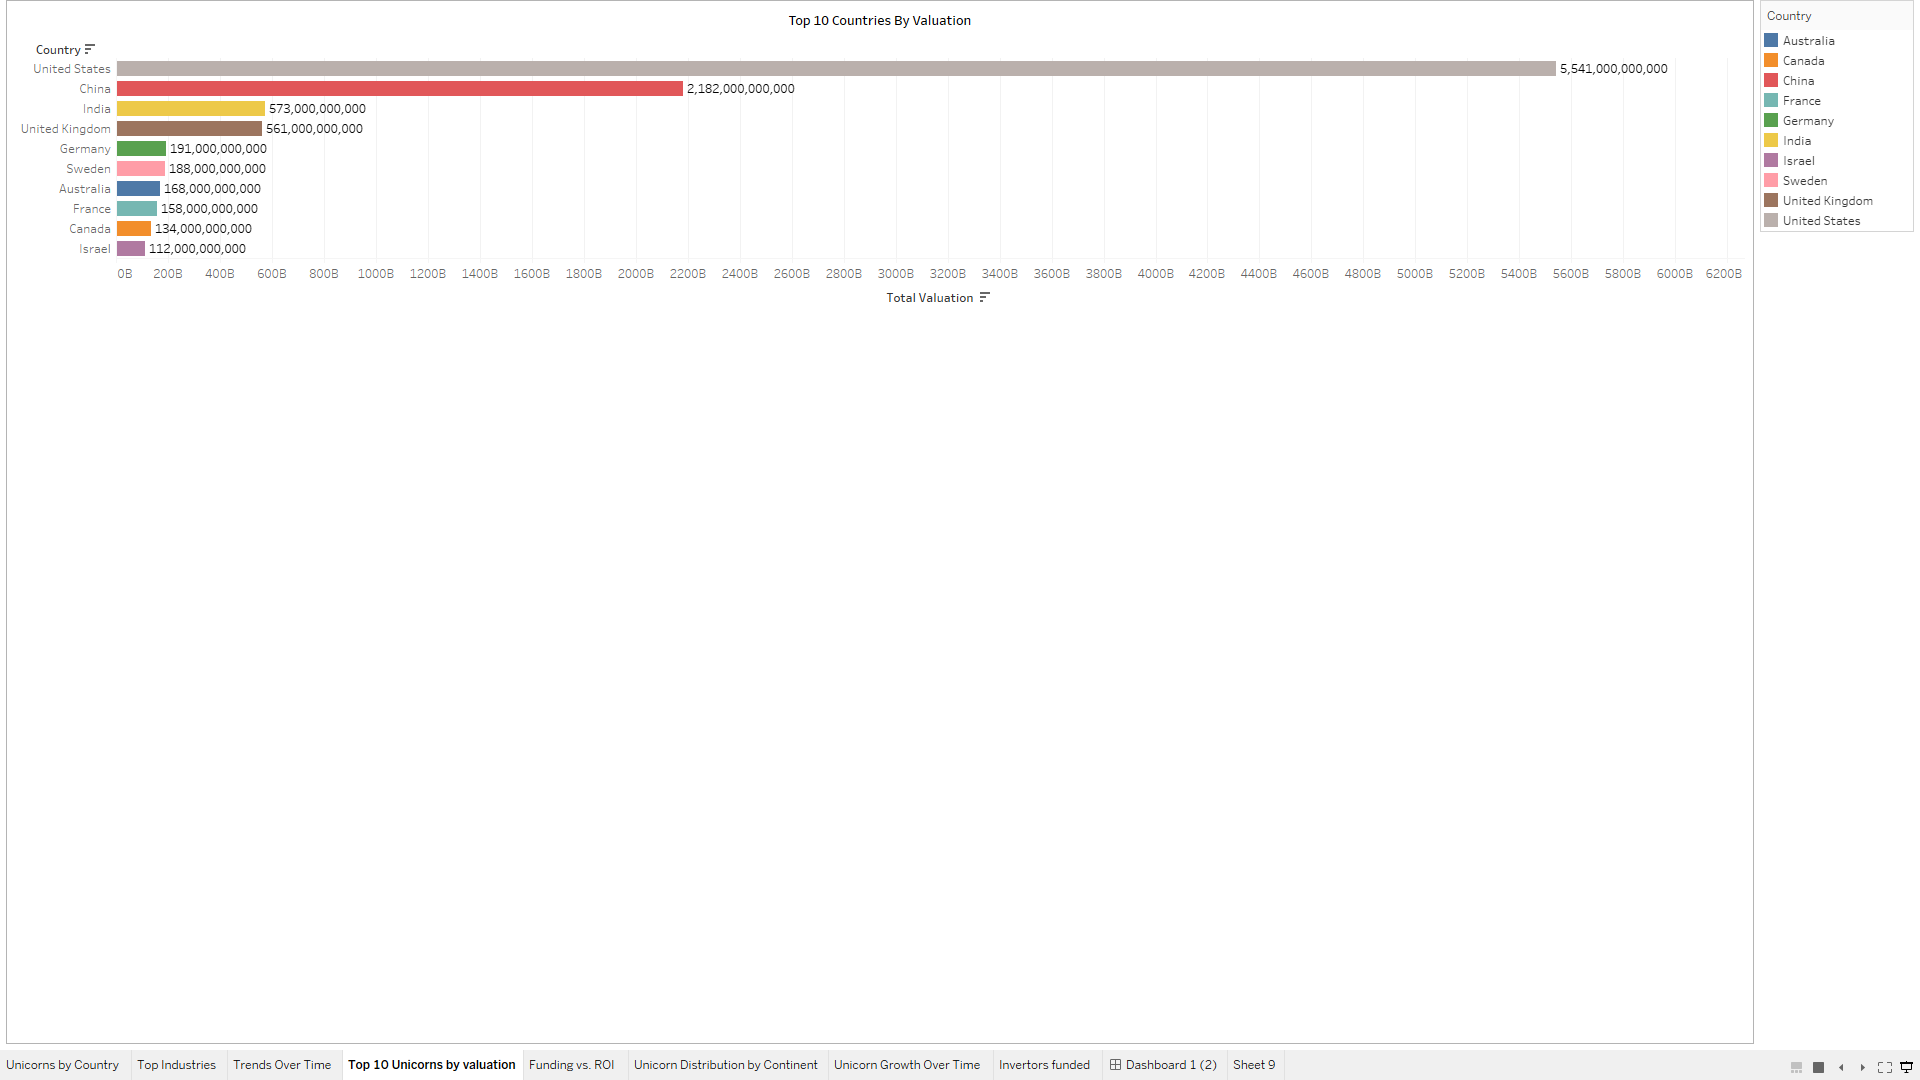 Top 10 Countries By Valuation
Country
United States 5,541,000,000,000
China 2,182,000,000,000
India 573,000,000,000
United Kingdom 561,000,000,000
Germany 191,000,000,000
Sweden 188,000,000,000
Australia 168,000,000,000
France 158,000,000,000
Canada 134,000,000,000
Israel 112,000,000,000
0B 200B 400B 600B 800B 1000B 1200B 1400B 1600B 1800B 2000B 2200B 2400B 2600B 2800B 3000B 3200B 3400B 3600B 3800B 4000B 4200B 4400B 4600B 4800B 5000B 5200B 5400B 5600B 5800B 6000B 6200B
Total Valuation
Country
Australia
Canada
China
France
Germany
India
Israel
Sweden
United Kingdom
United States
Unicorns by Country Top Industries Trends Over Time Top 10 Unicorns by valuation Funding vs. ROI Unicorn Distribution by Continent Unicorn Growth Over Time Invertors funded Dashboard 1 (2) Sheet 9